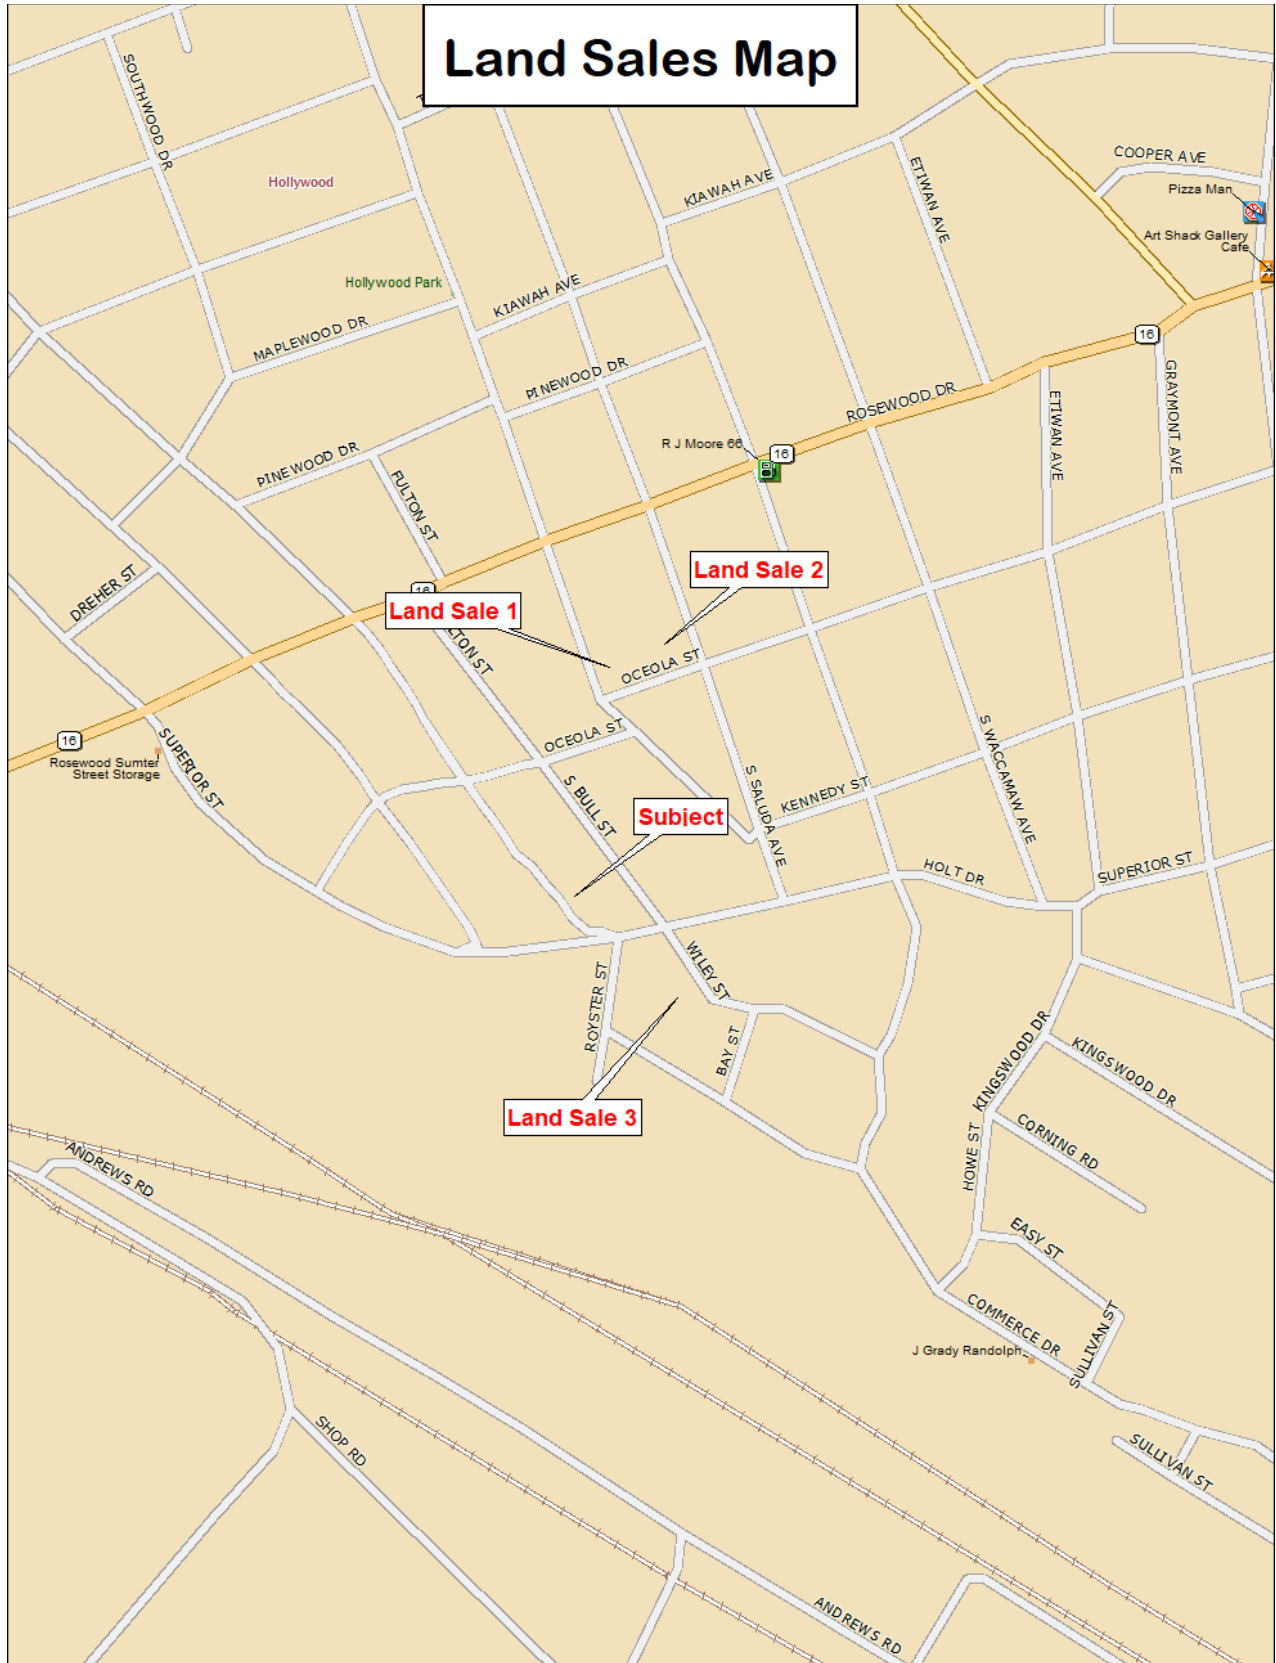 Land Sales Map
SOUTHWOOD DR
COOPER AVE
Hollywood
KIAWAH AVE
ETIWAN AVE
Pizza Man
Art Shack Gallery
Cafe
Hollywood Park
KIAWAH AVE
MAPLEWOOD DR
16
PINEWOOD DR
ROSEWOOD DR
ETIWAN AVE
GRAYMONT AVE
R J Moore 66
16
PINEWOOD DR
FULTON ST
DREHER ST
Land Sale 2
16
Land Sale 1
LTON ST
OCEOLA ST
OCEOLA ST
16
Rosewood Sumter
Street Storage
SUPERIOR ST
S WACCAMAW AVE
S BULL ST
S SALUDA AVE
KENNEDY ST
Subject
HOLT DR
SUPERIOR ST
WILEY ST
ROYSTER ST
BAY ST
KINGSWOOD DR
KINGSWOOD DR
Land Sale 3
CORNING RD
HOWE ST
ANDREWS RD
EASY ST
COMMERCE DR
SULLIVAN ST
J Grady Randolph
SHOP RD
SULLIVAN ST
ANDREWS RD